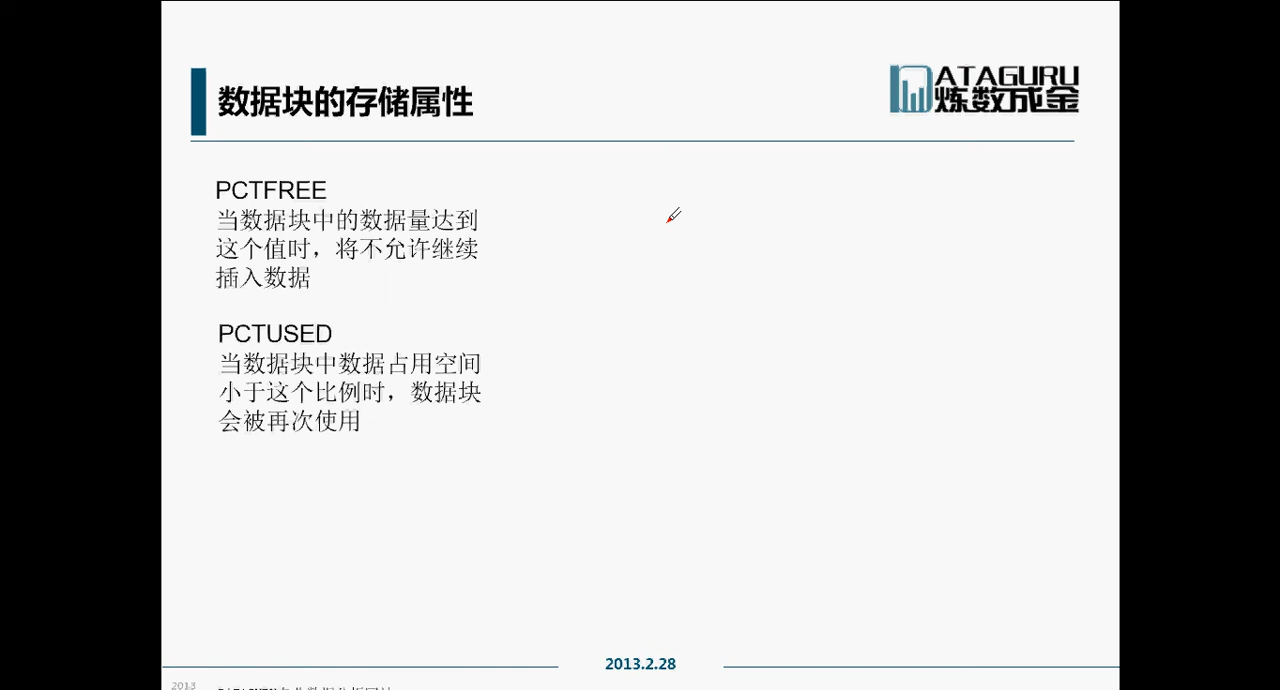 数据块的存储属性
ATAGURU
炼数成金
PCTFREE
当数据块中的数据量达到
这个值时，将不允许继续
插入数据
PCTUSED
当数据块中数据占用空间
小于这个比例时，数据块
会被再次使用
2013.2.28
2013